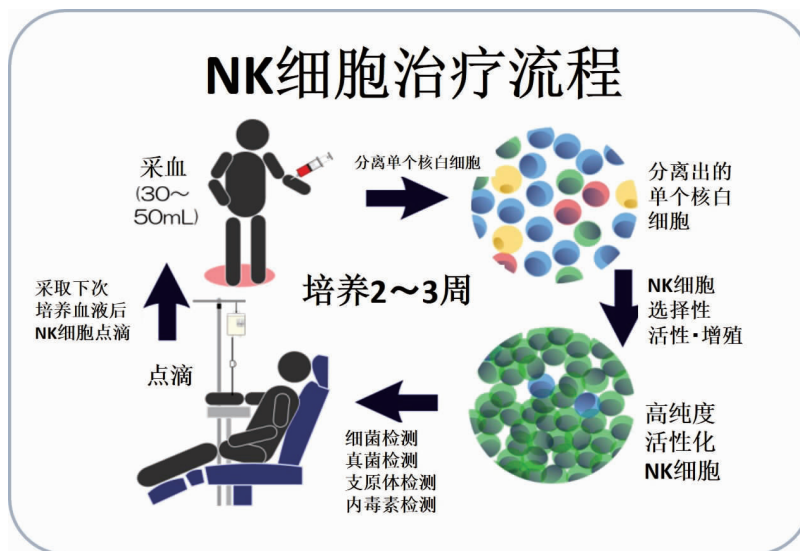 NK细胞治疗流程
采血
(30～
50mL)
分离单个核白细胞
分离出的
单个核白
细胞
NK细胞
选择性
活性·增殖
培养2～3周
高纯度
活性化
NK细胞
细菌检测
真菌检测
支原体检测
内毒素检测
点滴
采取下次
培养血液后
NK细胞点滴